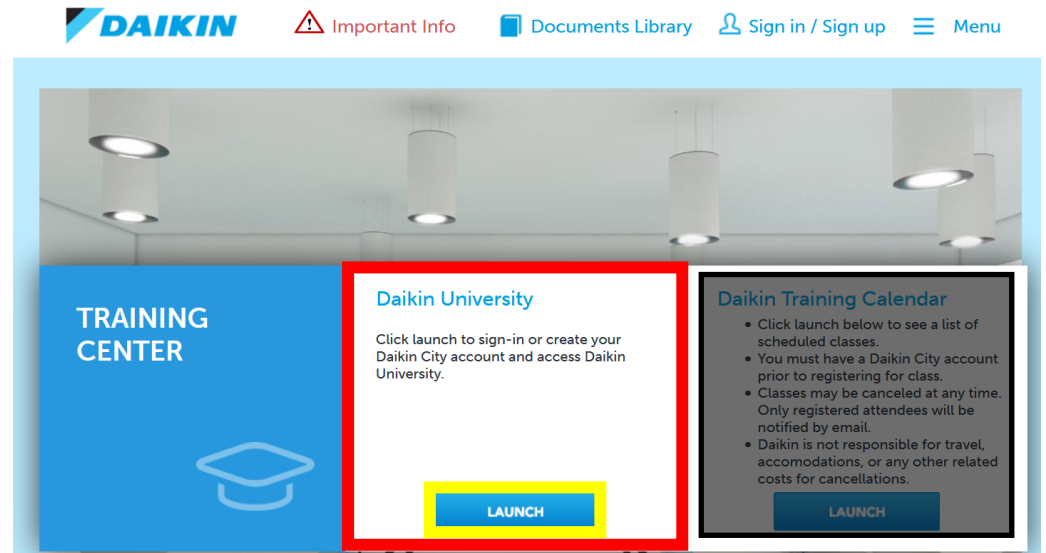 DAIKIN
Important Info
Documents Library
Sign in / Sign up
Menu
TRAINING
CENTER
Daikin University
Click launch to sign-in or create your
Daikin City account and access Daikin
University.
LAUNCH
Daikin Training Calendar
• Click launch below to see a list of
scheduled classes.
• You must have a Daikin City account
prior to registering for class.
• Classes may be canceled at any time.
Only registered attendees will be
notified by email.
• Daikin is not responsible for travel,
accomodations, or any other related
costs for cancellations.
LAUNCH